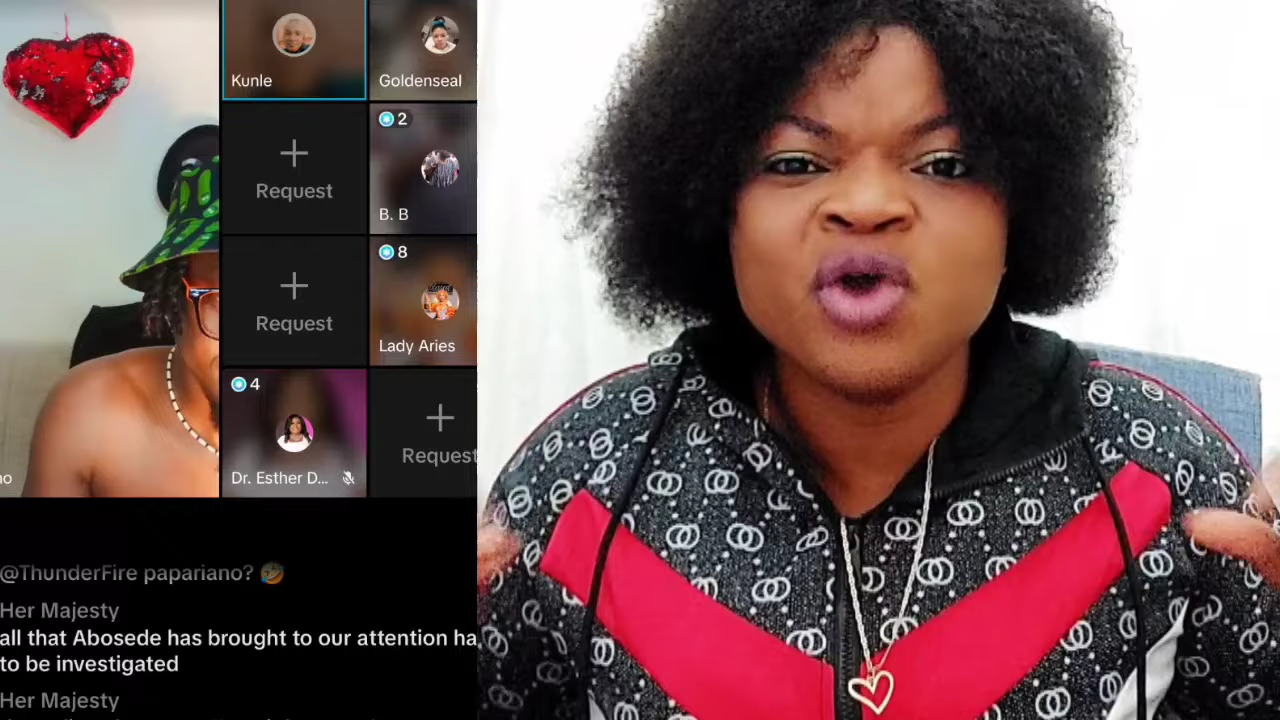 Kunle
Goldenseal
Request
2
B. B
Request
8
Lady Aries
4
Dr. Esther D...
Request
@ThunderFire papariano? 🤣
Her Majesty
all that Abosede has brought to our attention ha
to be investigated
Her Majesty